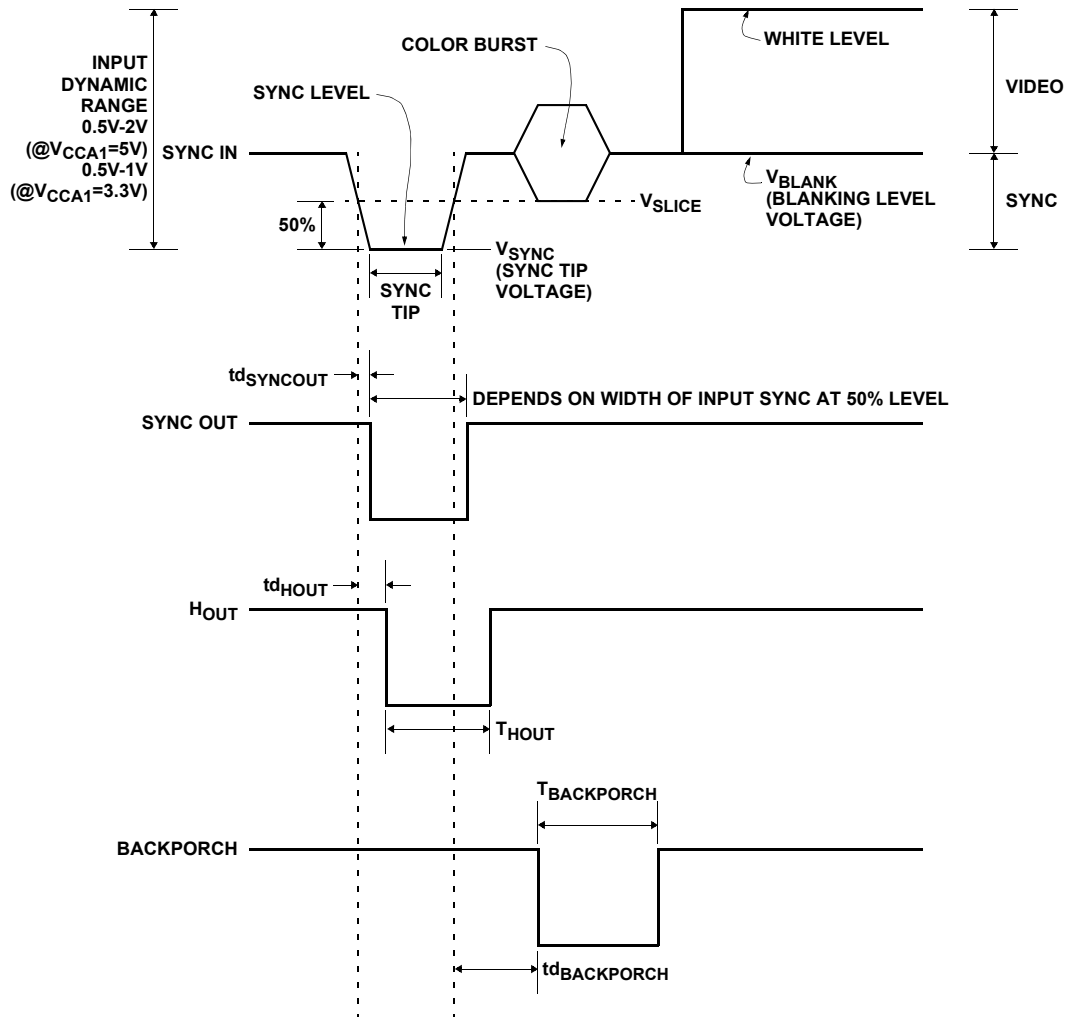 INPUT
DYNAMIC
RANGE
0.5V-2V
(@VCCA1=5V)
0.5V-1V
(@VCCA1=3.3V)
SYNC IN
SYNC LEVEL
COLOR BURST
WHITE LEVEL
VIDEO
VBLANK
(BLANKING LEVEL
VOLTAGE)
SYNC
VSLICE
50%
VSYNC
(SYNC TIP
VOLTAGE)
SYNC
TIP
tdSYNCOUT
DEPENDS ON WIDTH OF INPUT SYNC AT 50% LEVEL
SYNC OUT
tdHOUT
HOUT
THOUT
TBACKPORCH
BACKPORCH
tdBACKPORCH